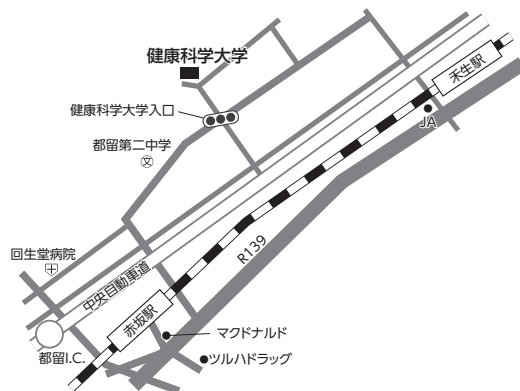 健康科学大学
禾生駅
健康科学大学入口
JA
都留第二中学
文
R139
回生堂病院
中央自動車道
赤坂駅
マクドナルド
都留I.C.
ツルハドラッグ